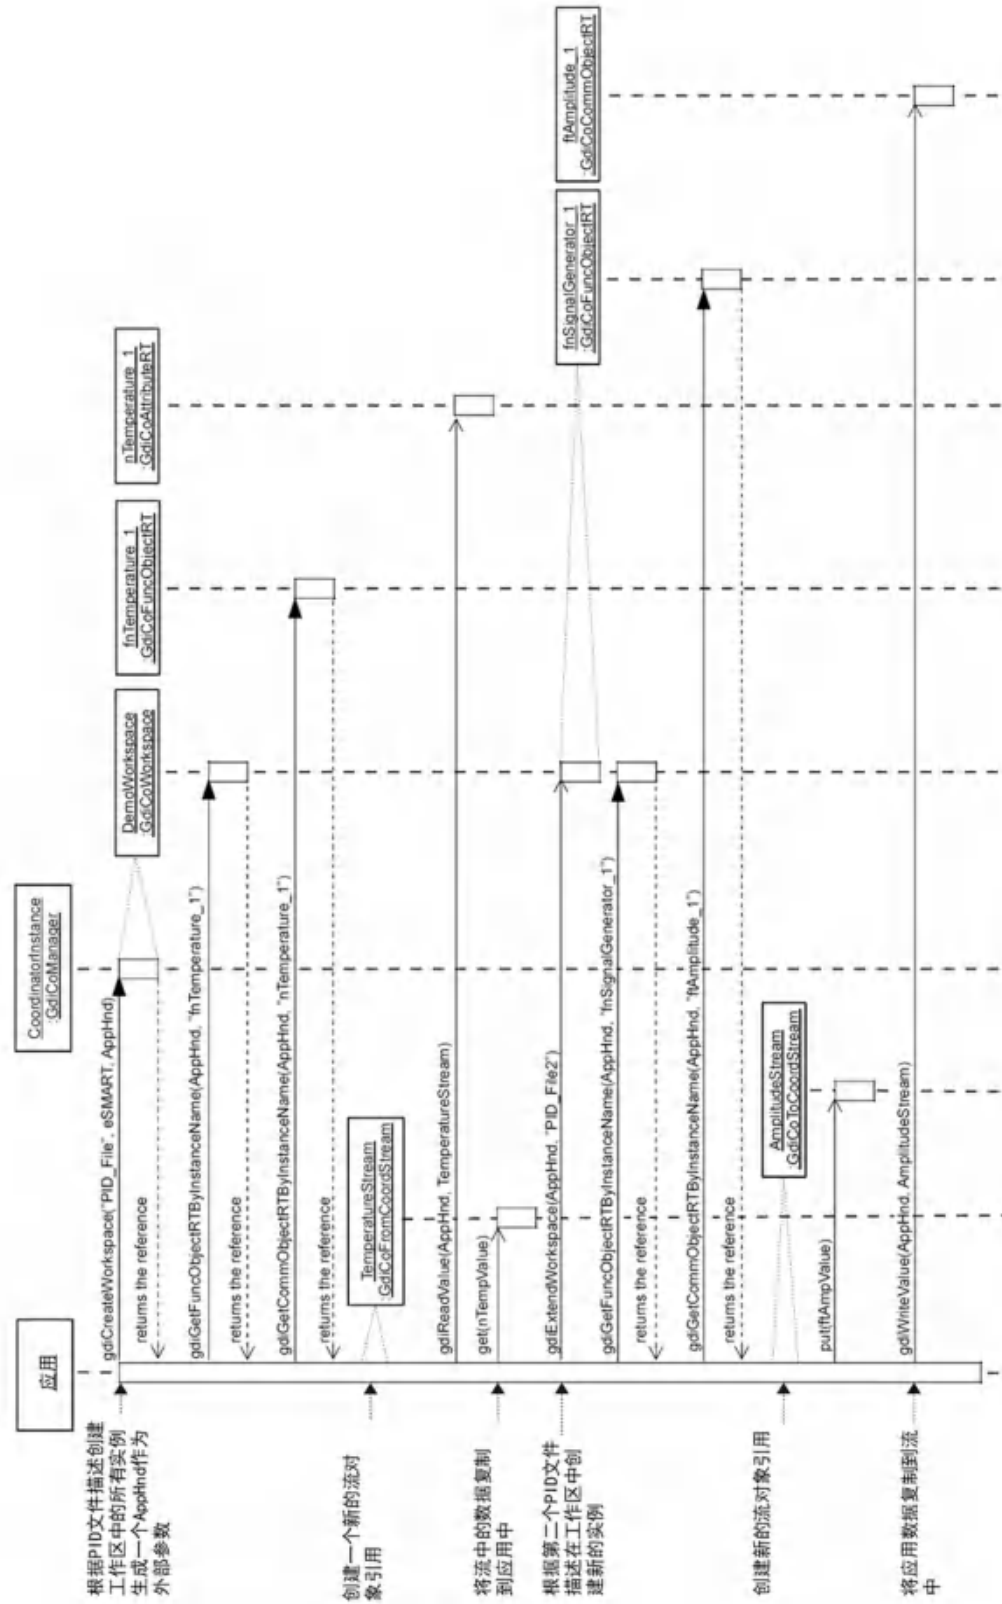 应用
CoordinatorInstance
:GdiCoManager
DemoWorkspace
:GdiCoWorkspace
fnTemperature_1
:GdiCoFuncObjectRT
nTemperature_1
:GdiCoAttributeRT
根据PID文件描述创建
工作区中的所有实例
生成一个AppHnd作为
外部参数
gdiCreateWorkspace("PID_File", eSMART, AppHnd)
returns the reference
gdiGetFuncObjectRTByInstanceName(AppHnd, "fnTemperature_1")
returns the reference
gdiGetCommObjectRTByInstanceName(AppHnd, "nTemperature_1")
returns the reference
创建一个新的流对
象引用
TemperatureStream
:GdiCoFromCoordStream
gdiReadValue(AppHnd, TemperatureStream)
将流中的数据复制
到应用中
get(nTempValue)
根据第二个PID文件
描述在工作区中创
建新的实例
gdiExtendWorkspace(AppHnd, "PID_File2")
fnSignalGenerator_1
:GdiCoFuncObjectRT
ftAmplitude_1
:GdiCoCommObjectRT
gdiGetFuncObjectRTByInstanceName(AppHnd, "fnSignalGenerator_1")
returns the reference
gdiGetCommObjectRTByInstanceName(AppHnd, "ftAmplitude_1")
returns the reference
创建新的流对象引用
AmplitudeStream
:GdiCoToCoordStream
put(ftAmpValue)
将应用数据复制到流
中
gdiWriteValue(AppHnd, AmplitudeStream)